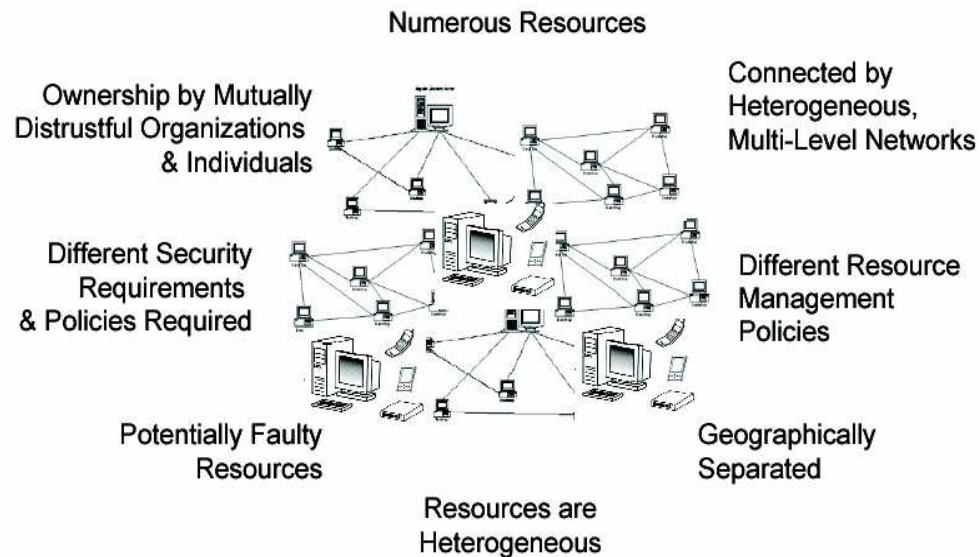 Numerous Resources
Ownership by Mutually
Distrustful Organizations
& Individuals
Connected by
Heterogeneous,
Multi-Level Networks
Different Security
Requirements
& Policies Required
Different Resource
Management
Policies
Potentially Faulty
Resources
Geographically
Separated
Resources are
Heterogeneous